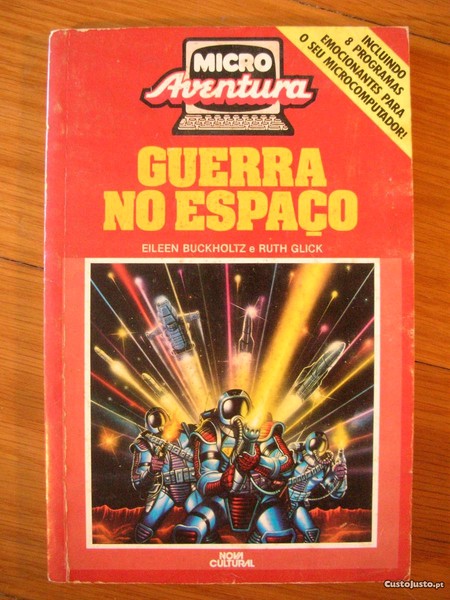 MICRO
Aventura
INCLUINDO
8 PROGRAMAS
EMOCIONANTES PARA
O SEU MICROCOMPUTADOR!
GUERRA
NO ESPAÇO
EILEEN BUCKHOLTZ e RUTH GLICK
NOVA
CULTURAL
CustoJusto.pt